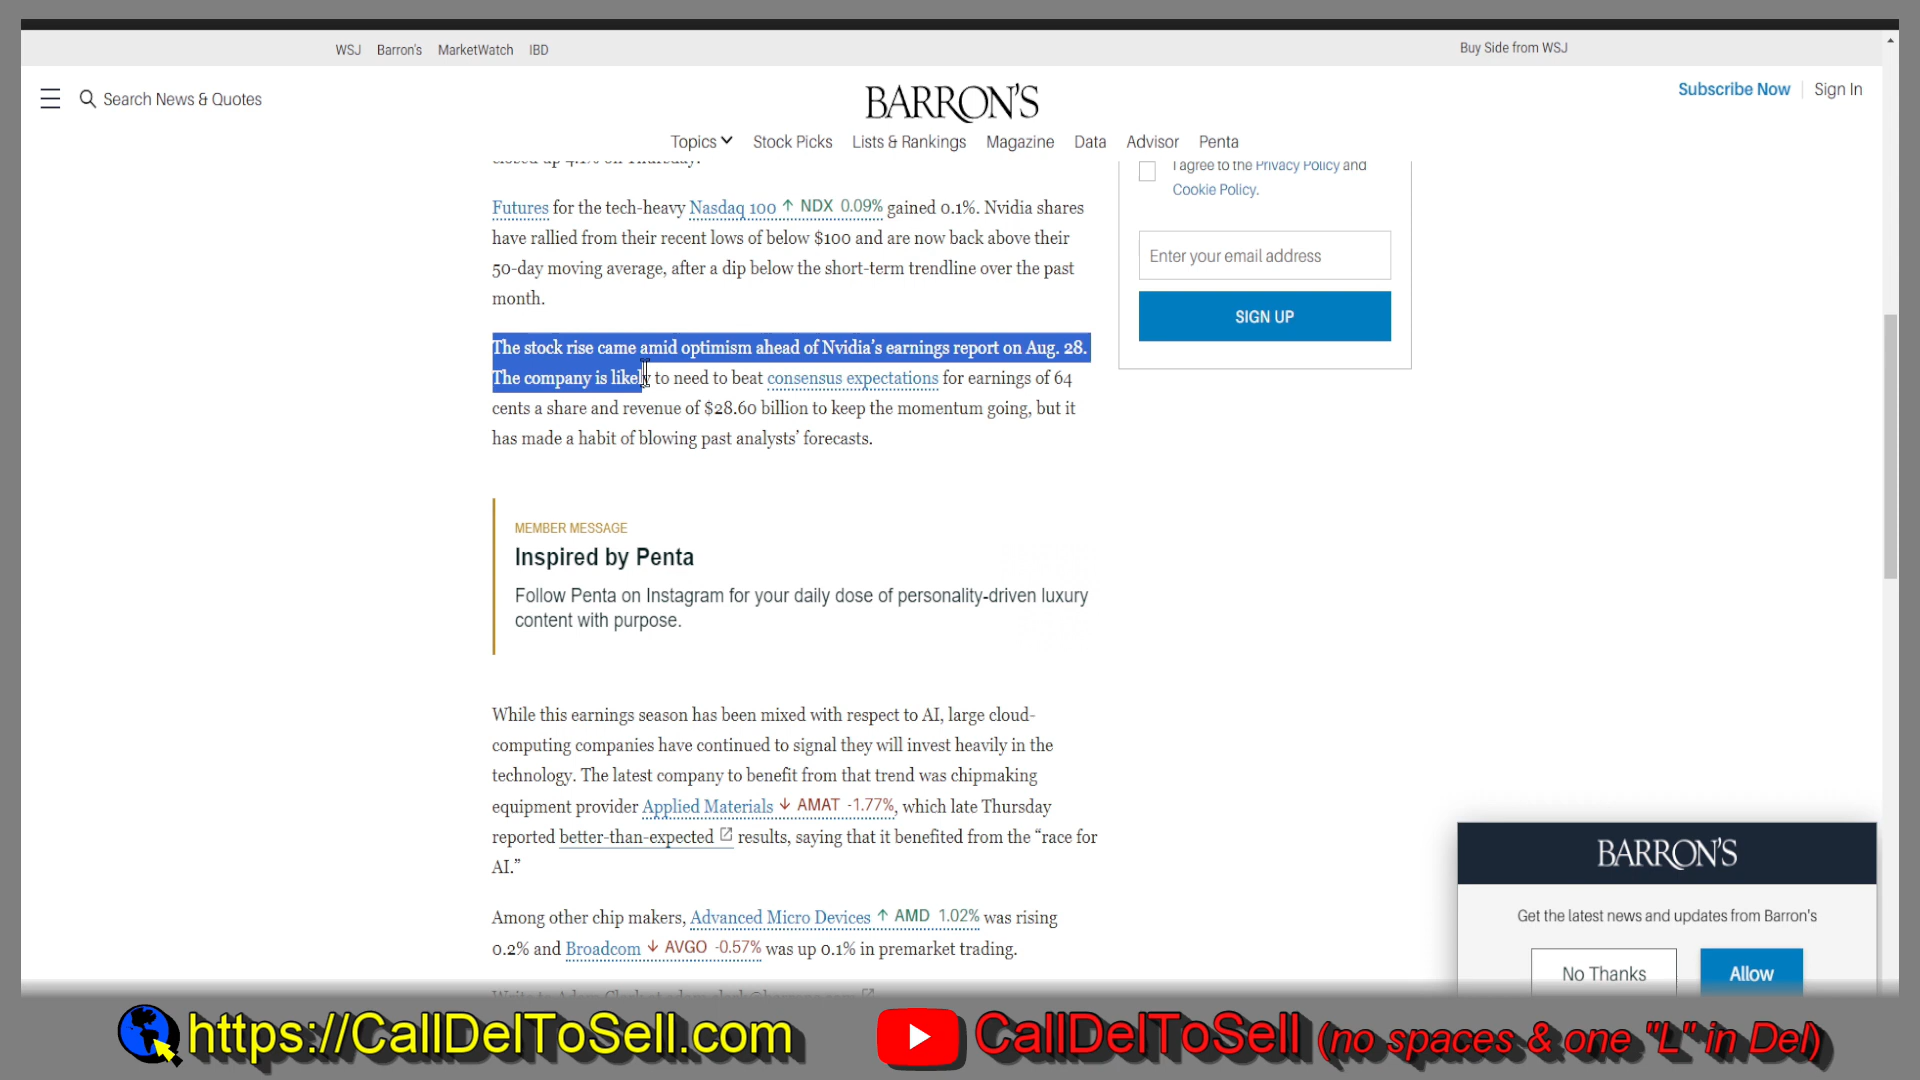 WSJ Barron's MarketWatch IBD
Buy Side from WSJ
Search News & Quotes
BARRON'S
Subscribe Now Sign In
Topics Stock Picks Lists & Rankings Magazine Data Advisor Penta
closed up 4.1% on Thursday.
Futures for the tech-heavy Nasdaq 100 ↑ NDX 0.09% gained 0.1%. Nvidia shares
have rallied from their recent lows of below $100 and are now back above their
50-day moving average, after a dip below the short-term trendline over the past
month.
The stock rise came amid optimism ahead of Nvidia’s earnings report on Aug. 28.
The company is likely to need to beat consensus expectations for earnings of 64
cents a share and revenue of $28.60 billion to keep the momentum going, but it
has made a habit of blowing past analysts’ forecasts.
MEMBER MESSAGE
Inspired by Penta
Follow Penta on Instagram for your daily dose of personality-driven luxury
content with purpose.
While this earnings season has been mixed with respect to AI, large cloud-
computing companies have continued to signal they will invest heavily in the
technology. The latest company to benefit from that trend was chipmaking
equipment provider Applied Materials ↓ AMAT -1.77%, which late Thursday
reported better-than-expected results, saying that it benefited from the “race for
AI.”
Among other chip makers, Advanced Micro Devices ↑ AMD 1.02% was rising
0.2% and Broadcom ↓ AVGO -0.57% was up 0.1% in premarket trading.
I agree to the Privacy Policy and
Cookie Policy.
Enter your email address
SIGN UP
BARRON'S
Get the latest news and updates from Barron's
No Thanks Allow
https://CallDelToSell.com
CallDelToSell (no spaces & one "L" in Del)